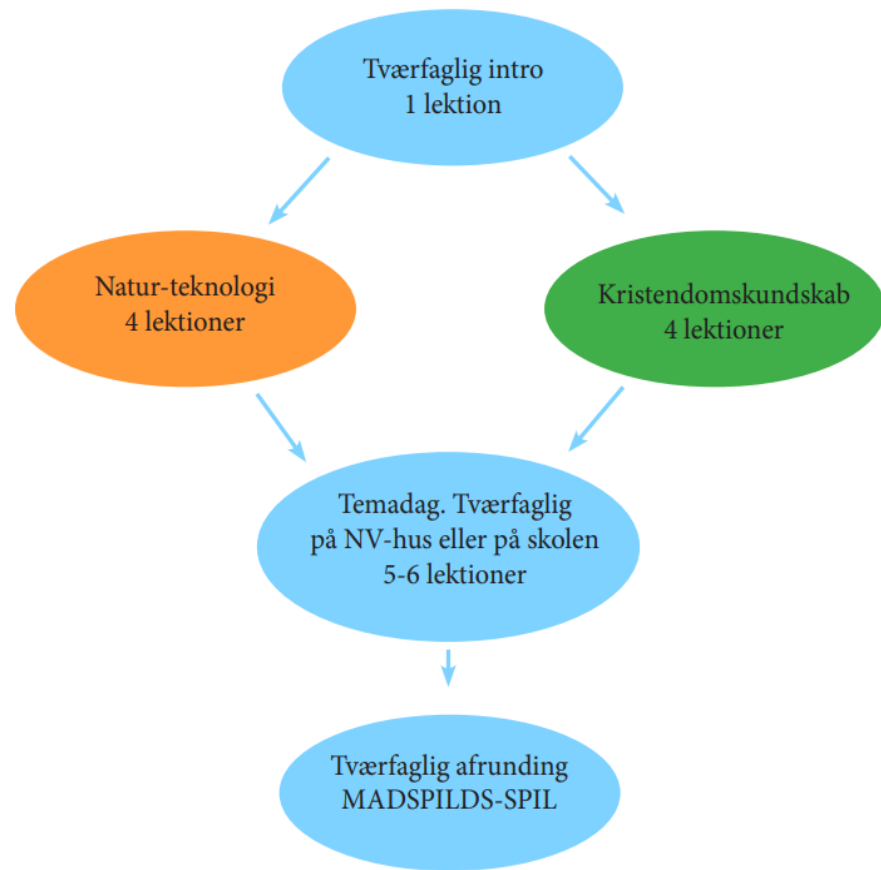 Tværfaglig intro
1 lektion
Natur-teknologi
4 lektioner
Kristendomskundskab
4 lektioner
Temadag. Tværfaglig
på NV-hus eller på skolen
5-6 lektioner
Tværfaglig afrunding
MADSPILDS-SPIL